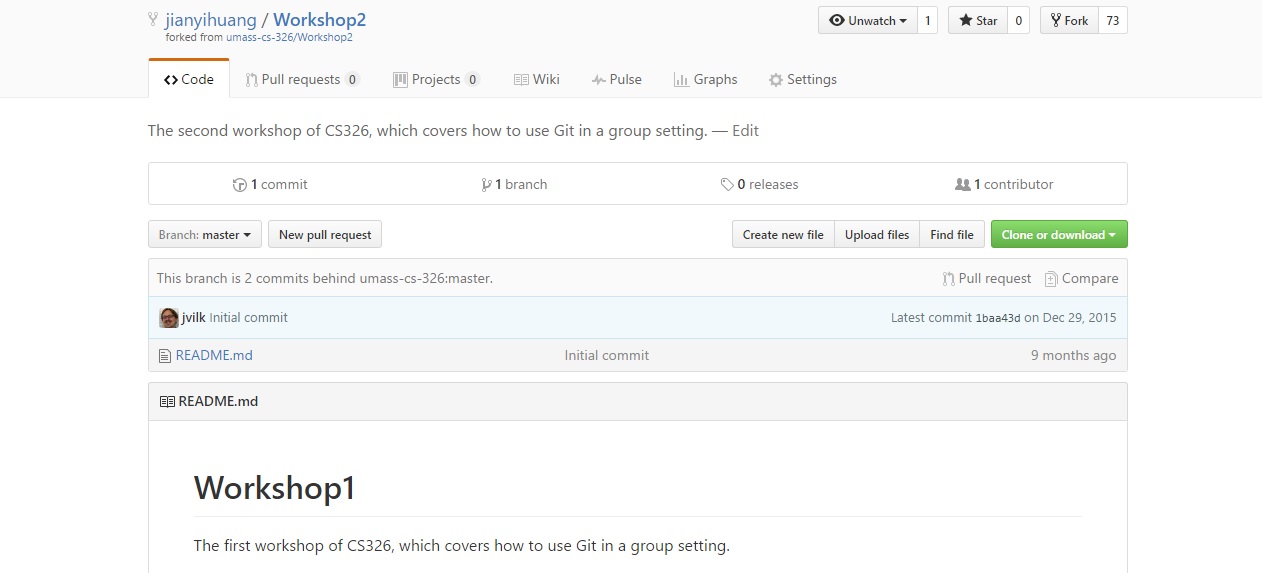 jianyihuang / Workshop2
Unwatch 1 Star 0 Fork 73
forked from umass-cs-326/Workshop2
Code Pull requests 0 Projects 0 Wiki Pulse Graphs Settings
The second workshop of CS326, which covers how to use Git in a group setting. — Edit
1 commit 1 branch 0 releases 1 contributor
Branch: master New pull request Create new file Upload files Find file Clone or download
This branch is 2 commits behind umass-cs-326:master. Pull request Compare
jvilk Initial commit Latest commit 1baa43d on Dec 29, 2015
README.md Initial commit 9 months ago
README.md
Workshop1
The first workshop of CS326, which covers how to use Git in a group setting.